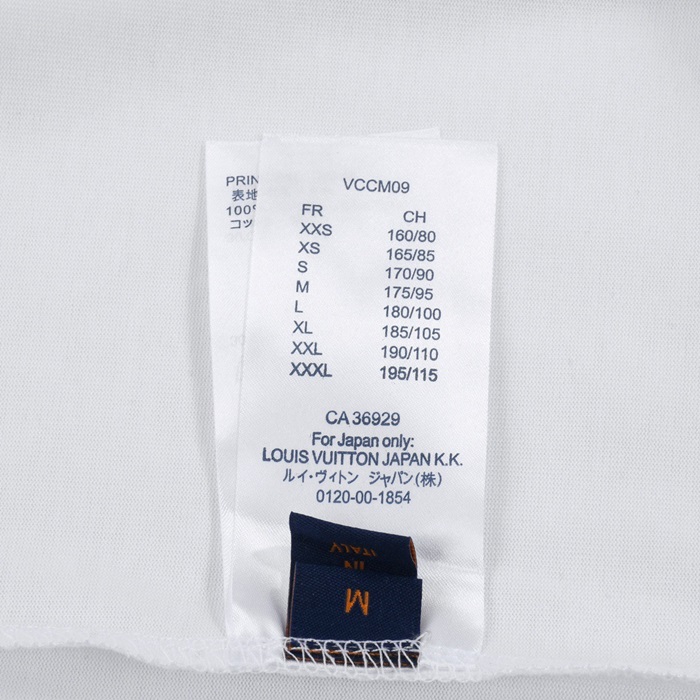 PRIN
表地
100%
コッ
VCCM09
FR CH
XXS 160/80
XS 165/85
S 170/90
M 175/95
L 180/100
XL 185/105
XXL 190/110
XXXL 195/115
CA 36929
For Japan only:
LOUIS VUITTON JAPAN K.K.
ルイ・ヴィトン ジャパン(株)
0120-00-1854
ITALY
IN
M